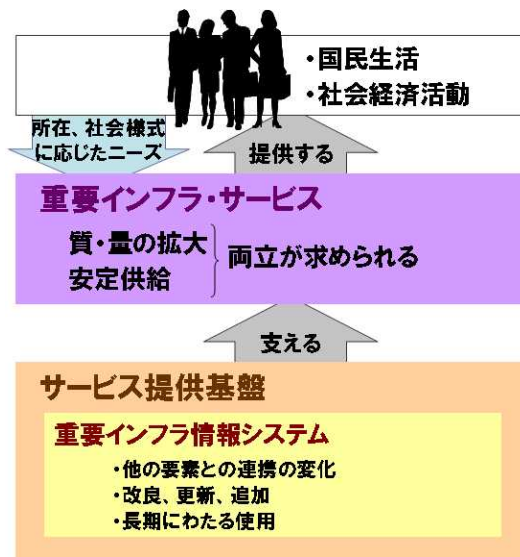 ・国民生活
・社会経済活動
所在、社会様式
に応じたニーズ
提供する
重要インフラ・サービス
質・量の拡大
安定供給
両立が求められる
支える
サービス提供基盤
重要インフラ情報システム
・他の要素との連携の変化
・改良、更新、追加
・長期にわたる使用